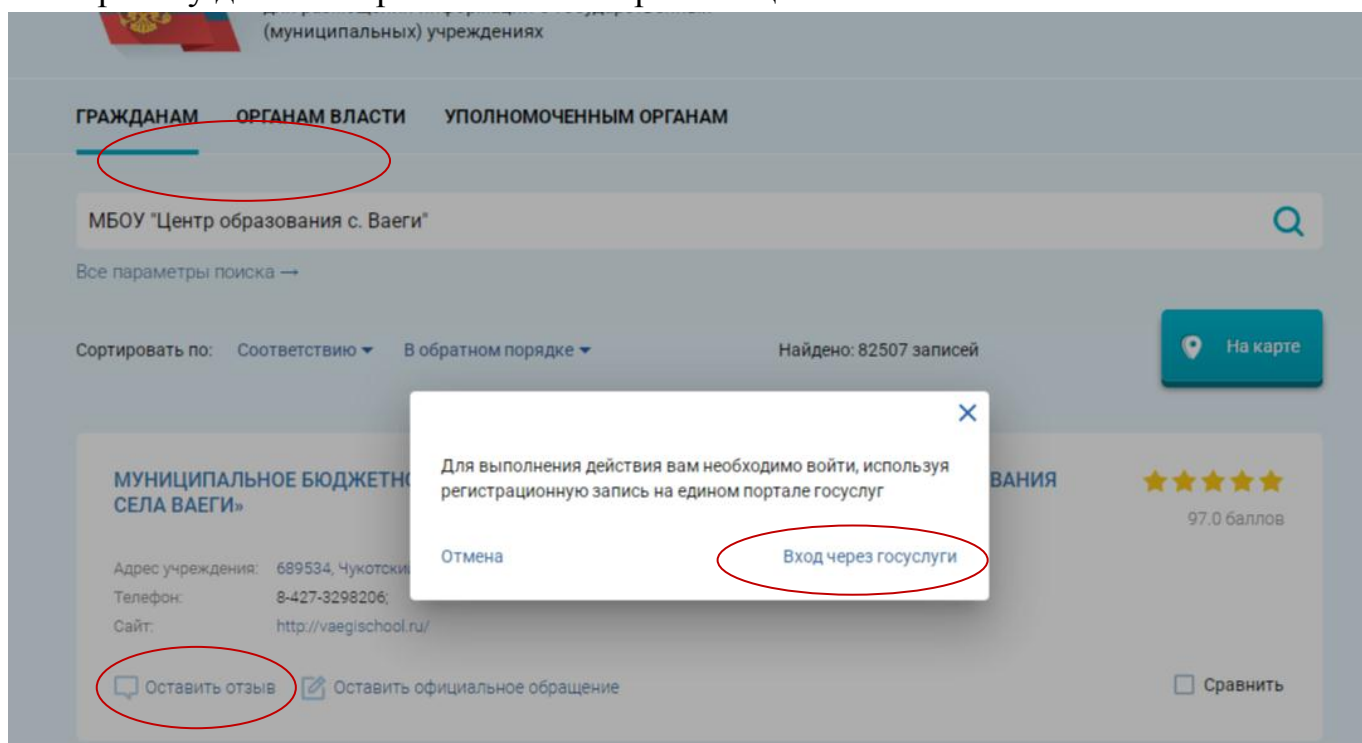 (муниципальных) учреждениях
ГРАЖДАНАМ ОРГАНАМ ВЛАСТИ УПОЛНОМОЧЕННЫМ ОРГАНАМ
МБОУ "Центр образования с. Ваеги"
Все параметры поиска →
Сортировать по: Соответствию В обратном порядке Найдено: 82507 записей На карте
Для выполнения действия вам необходимо войти, используя
регистрационную запись на едином портале госуслуг
Отмена Вход через госуслуги
МУНИЦИПАЛЬНОЕ БЮДЖЕТНО ВАНИЯ
СЕЛА ВАЕГИ»
97.0 баллов
Адрес учреждения: 689534, Чукотский
Телефон: 8-427-3298206;
Сайт: http://vaegischool.ru/
Оставить отзыв Оставить официальное обращение Сравнить